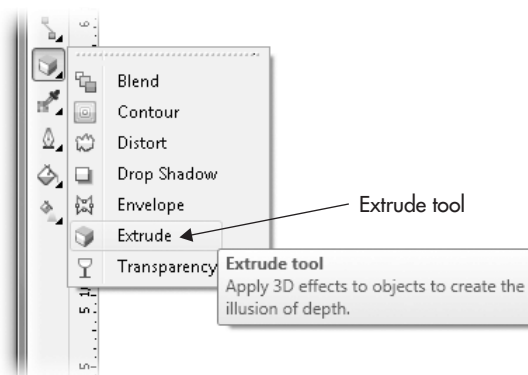 Blend
Contour
Distort
Drop Shadow
Envelope
Extrude tool
Extrude
Transparency
Extrude tool
Apply 3D effects to objects to create the
illusion of depth.